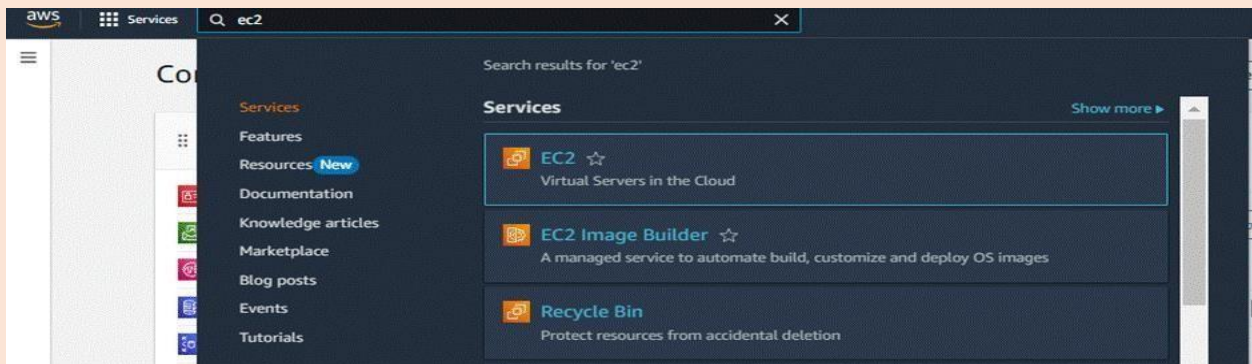 aws
Services
ec2
Search results for 'ec2'
Services
Features
Resources New
Documentation
Knowledge articles
Marketplace
Blog posts
Events
Tutorials
Services
Show more ▶
EC2
Virtual Servers in the Cloud
EC2 Image Builder
A managed service to automate build, customize and deploy OS images
Recycle Bin
Protect resources from accidental deletion